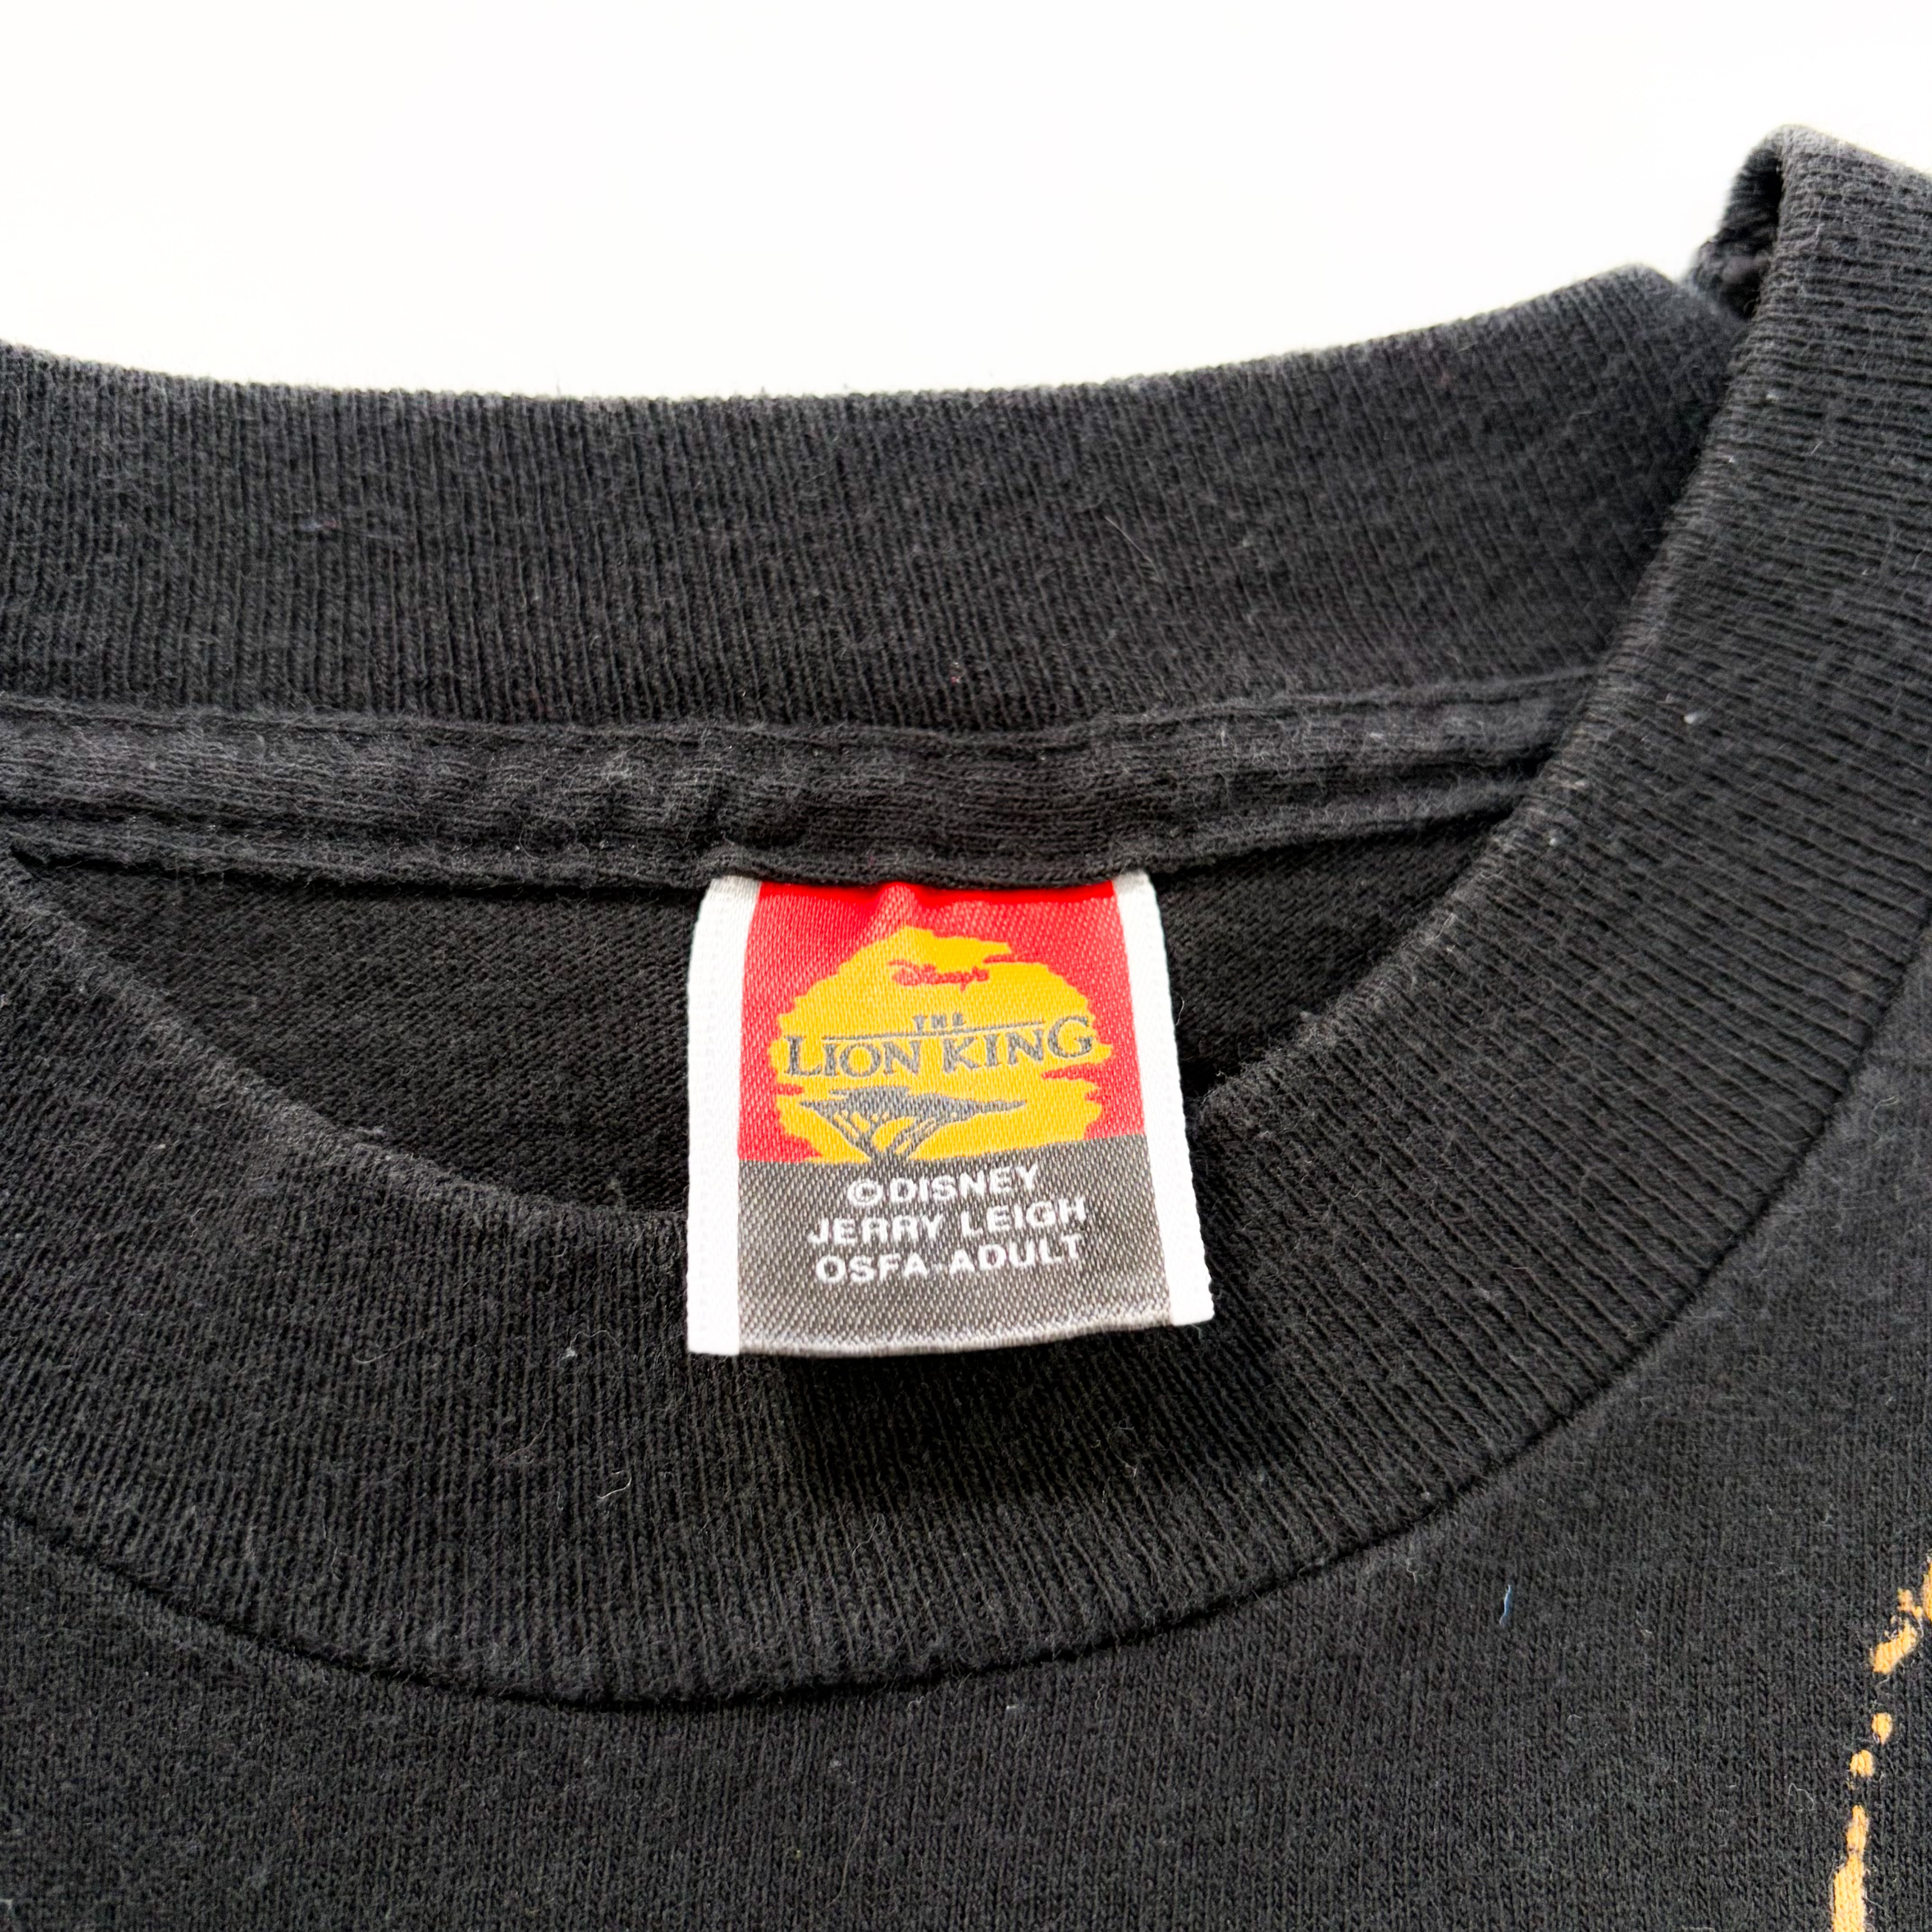 Disney's
THE
LION KING
©DISNEY
JERRY LEIGH
OSFA-ADULT